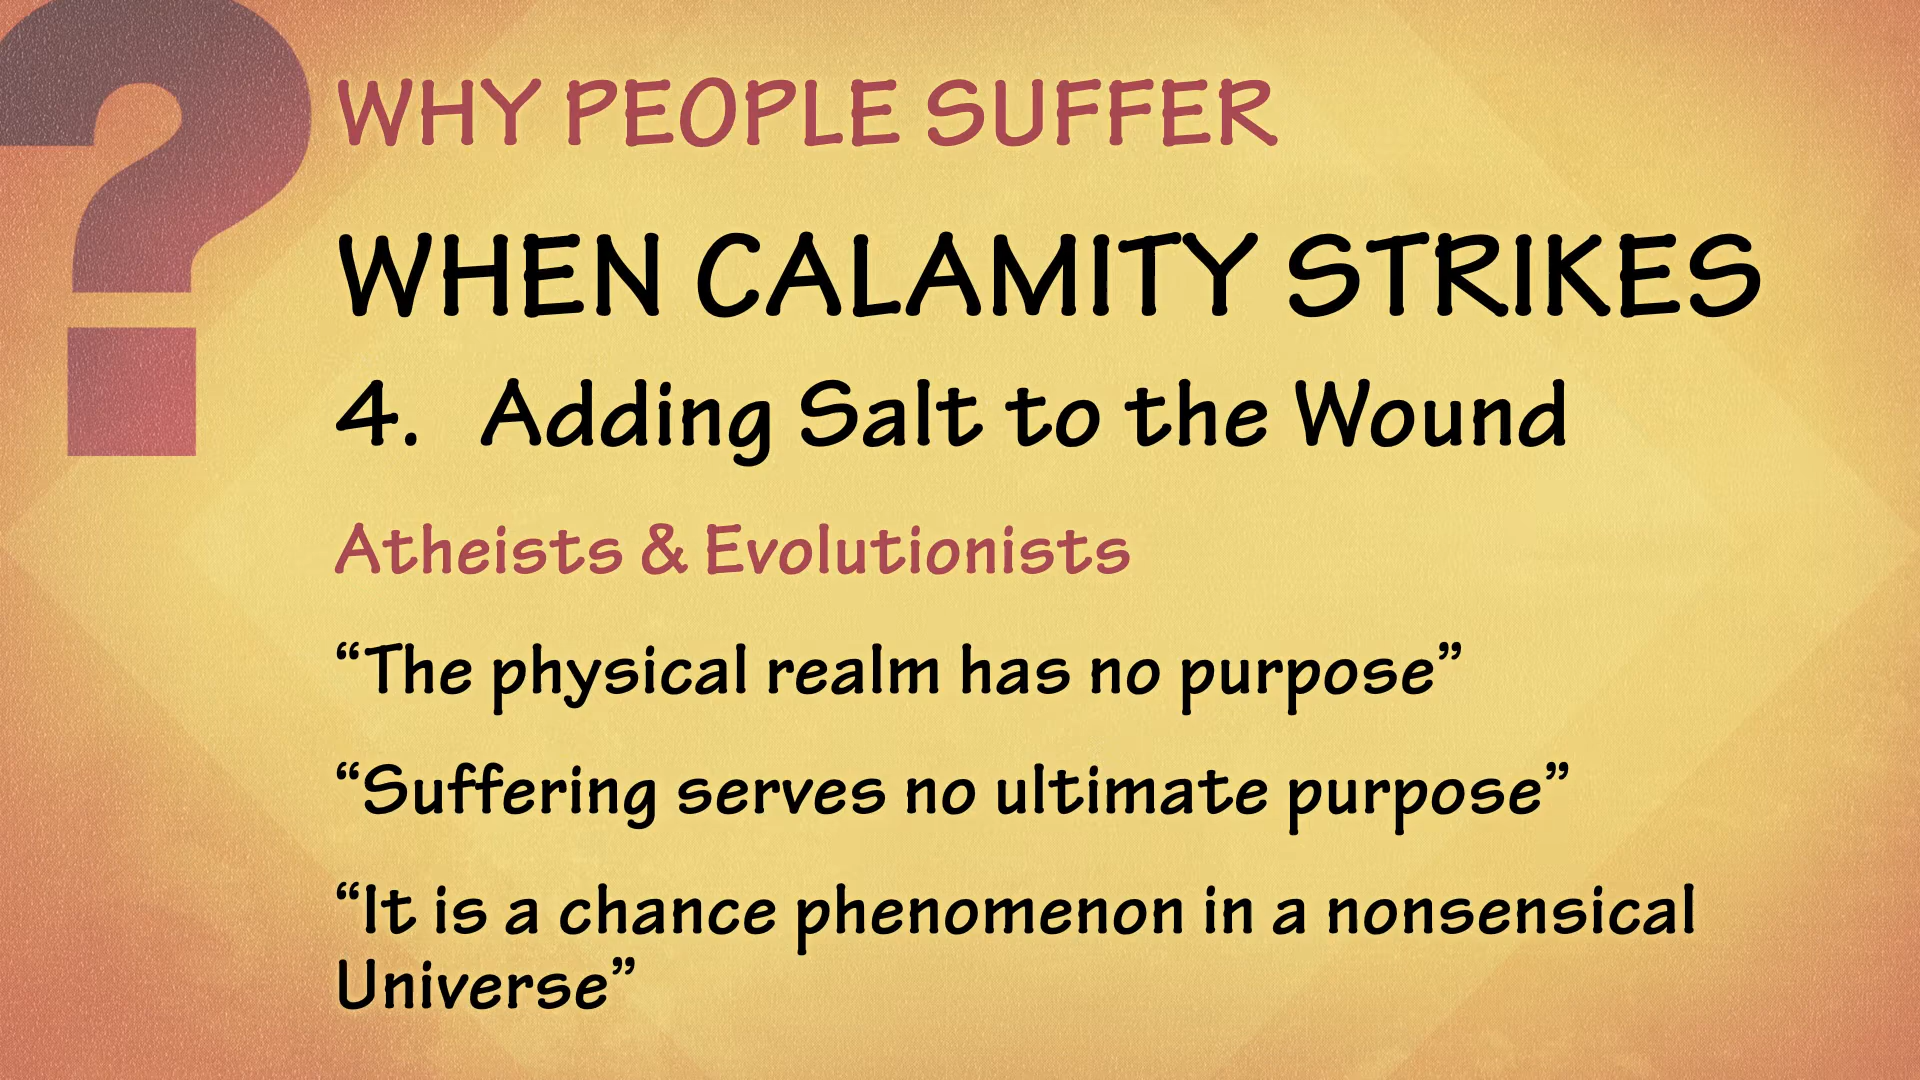 WHY PEOPLE SUFFER
WHEN CALAMITY STRIKES
4. Adding Salt to the Wound
Atheists & Evolutionists
“The physical realm has no purpose”
“Suffering serves no ultimate purpose”
“It is a chance phenomenon in a nonsensical
Universe”